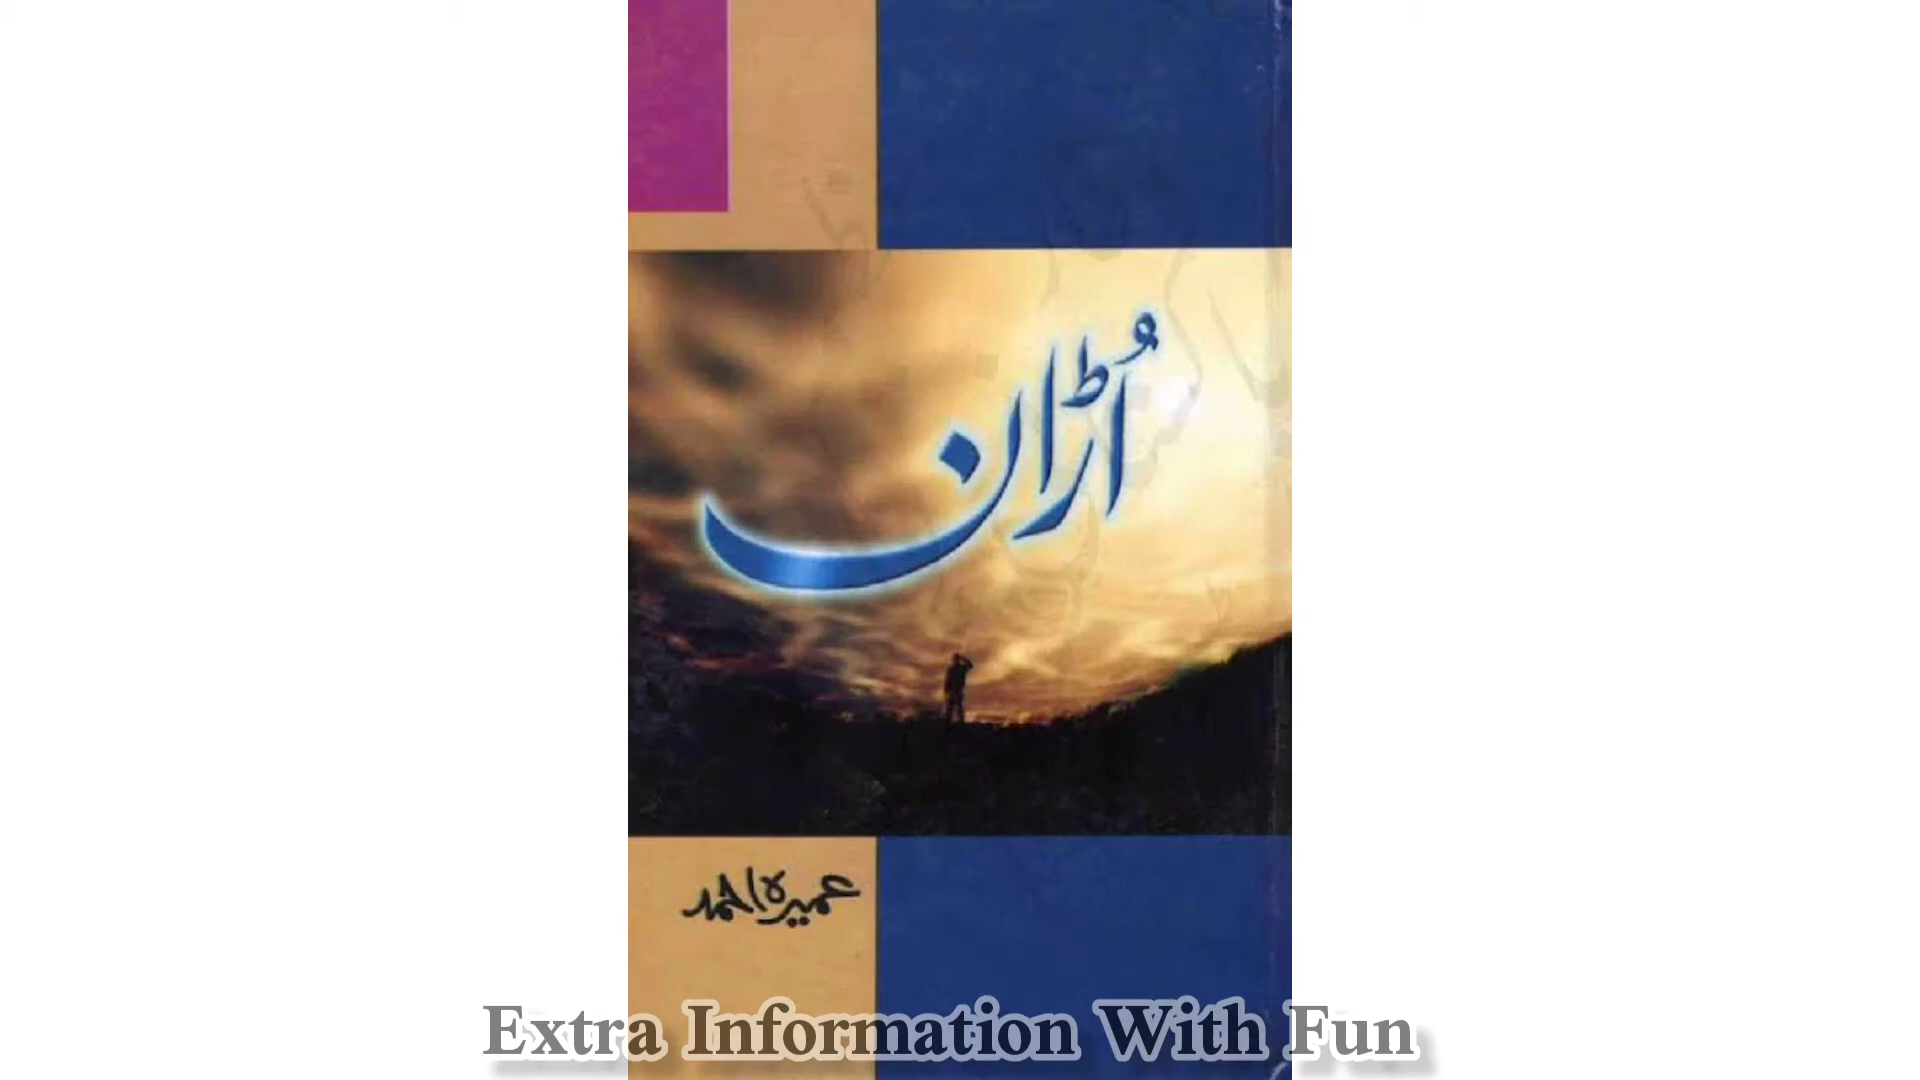 اُڑان
عمیرہ احمد
Extra Information With Fun